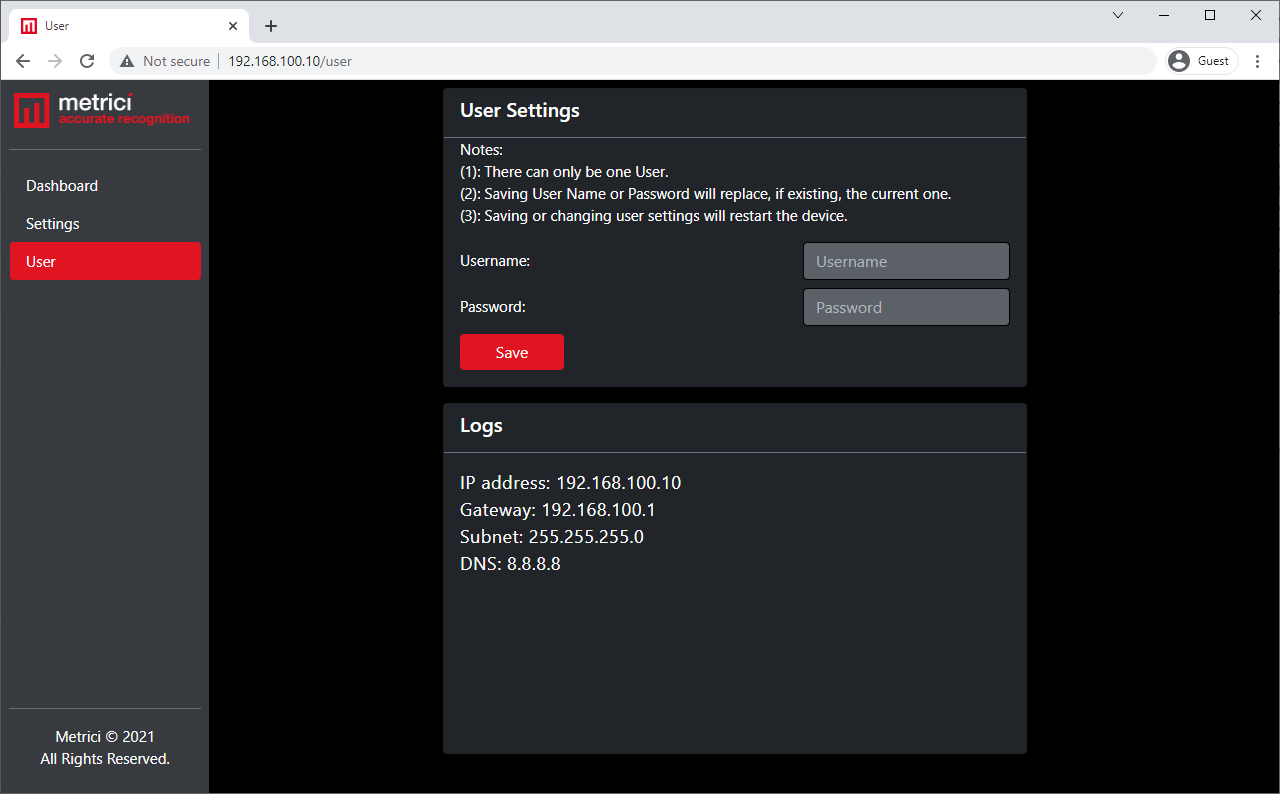 User
Not secure
192.168.100.10/user
Guest
metrici
accurate recognition
Dashboard
Settings
User
Metrici © 2021
All Rights Reserved.
User Settings
Notes:
(1): There can only be one User.
(2): Saving User Name or Password will replace, if existing, the current one.
(3): Saving or changing user settings will restart the device.
Username:
Username
Password:
Password
Save
Logs
IP address: 192.168.100.10
Gateway: 192.168.100.1
Subnet: 255.255.255.0
DNS: 8.8.8.8